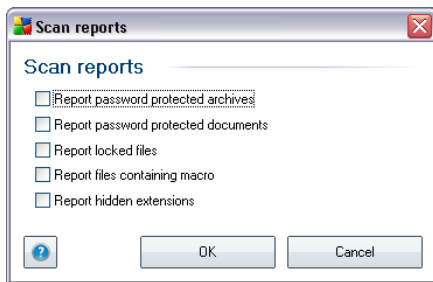 Scan reports
Scan reports
Report password protected archives
Report password protected documents
Report locked files
Report files containing macro
Report hidden extensions
?
OK
Cancel